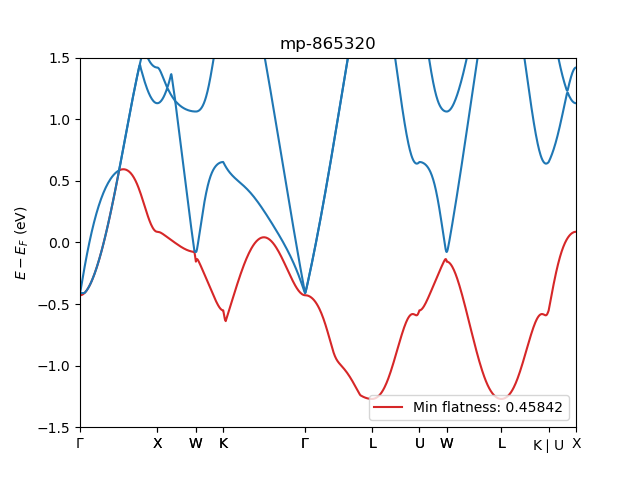 mp-865320
E − E_F (eV)
1.5
1.0
0.5
0.0
−0.5
−1.0
−1.5
Min flatness: 0.45842
Γ X W K Γ L U W L K | U X